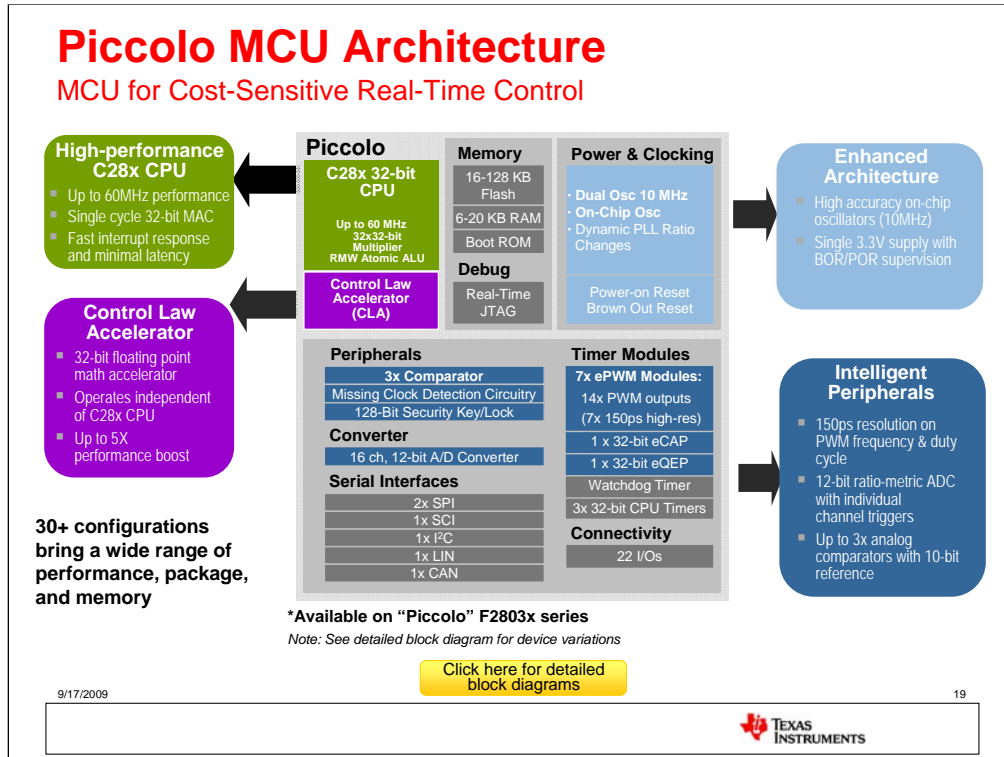 Piccolo MCU Architecture
MCU for Cost-Sensitive Real-Time Control
High-performance
C28x CPU
Up to 60MHz performance
Single cycle 32-bit MAC
Fast interrupt response
and minimal latency
Control Law
Accelerator
32-bit floating point
math accelerator
Operates independent
of C28x CPU
Up to 5X
performance boost
30+ configurations
bring a wide range of
performance, package,
and memory
Piccolo
C28x 32-bit
CPU
Up to 60 MHz
32x32-bit
Multiplier
RMW Atomic ALU
Control Law
Accelerator
(CLA)
Memory
16-128 KB
Flash
6-20 KB RAM
Boot ROM
Debug
Real-Time
JTAG
Power & Clocking
· Dual Osc 10 MHz
· On-Chip Osc
· Dynamic PLL Ratio
Changes
Power-on Reset
Brown Out Reset
Peripherals
3x Comparator
Missing Clock Detection Circuitry
128-Bit Security Key/Lock
Converter
16 ch, 12-bit A/D Converter
Serial Interfaces
2x SPI
1x SCI
1x I²C
1x LIN
1x CAN
Timer Modules
7x ePWM Modules:
14x PWM outputs
(7x 150ps high-res)
1 x 32-bit eCAP
1 x 32-bit eQEP
Watchdog Timer
3x 32-bit CPU Timers
Connectivity
22 I/Os
Enhanced
Architecture
High accuracy on-chip
oscillators (10MHz)
Single 3.3V supply with
BOR/POR supervision
Intelligent
Peripherals
150ps resolution on
PWM frequency & duty
cycle
12-bit ratio-metric ADC
with individual
channel triggers
Up to 3x analog
comparators with 10-bit
reference
*Available on “Piccolo” F2803x series
Note: See detailed block diagram for device variations
Click here for detailed
block diagrams
9/17/2009
19
TEXAS
INSTRUMENTS